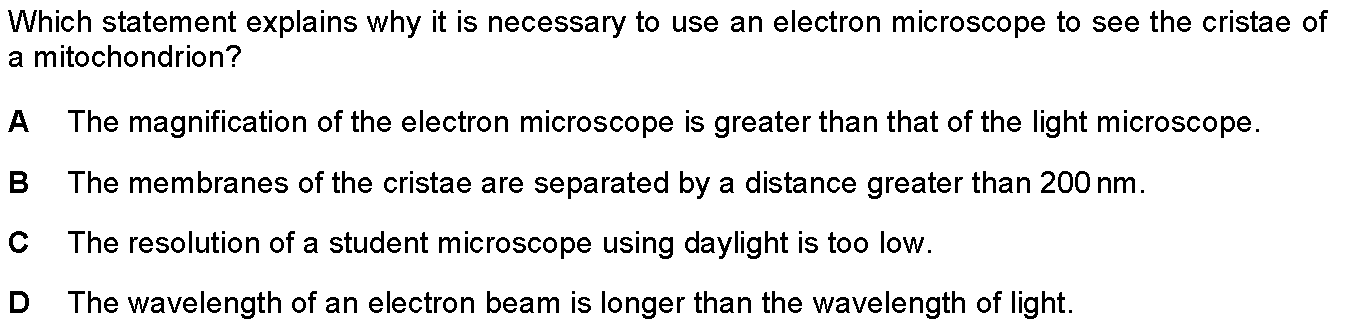 Which statement explains why it is necessary to use an electron microscope to see the cristae of
a mitochondrion?
A The magnification of the electron microscope is greater than that of the light microscope.
B The membranes of the cristae are separated by a distance greater than 200 nm.
C The resolution of a student microscope using daylight is too low.
D The wavelength of an electron beam is longer than the wavelength of light.